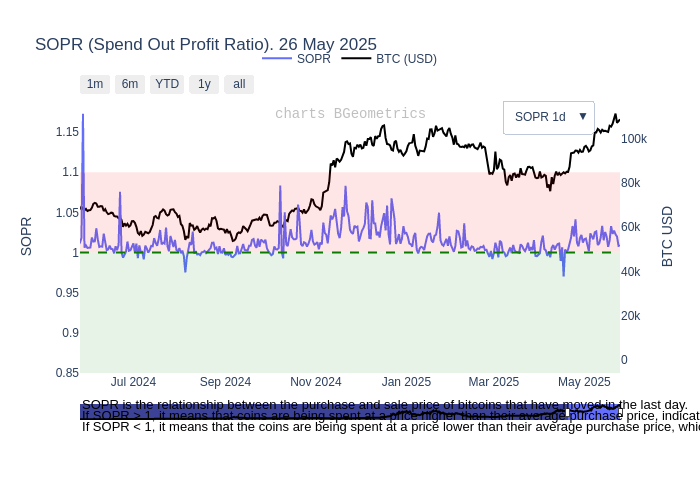 SOPR (Spend Out Profit Ratio). 26 May 2025
SOPR BTC (USD)
1m 6m YTD 1y all
charts BGeometrics
SOPR 1d ▼
1.15
1.1
1.05
1
0.95
0.9
0.85
SOPR
100k
80k
60k
40k
20k
0
BTC USD
Jul 2024 Sep 2024 Nov 2024 Jan 2025 Mar 2025 May 2025
SOPR is the relationship between the purchase and sale price of bitcoins that have moved in the last day.
If SOPR > 1, it means that coins are being spent at a price higher than their average purchase price, indicat
If SOPR < 1, it means that the coins are being spent at a price lower than their average purchase price, whic